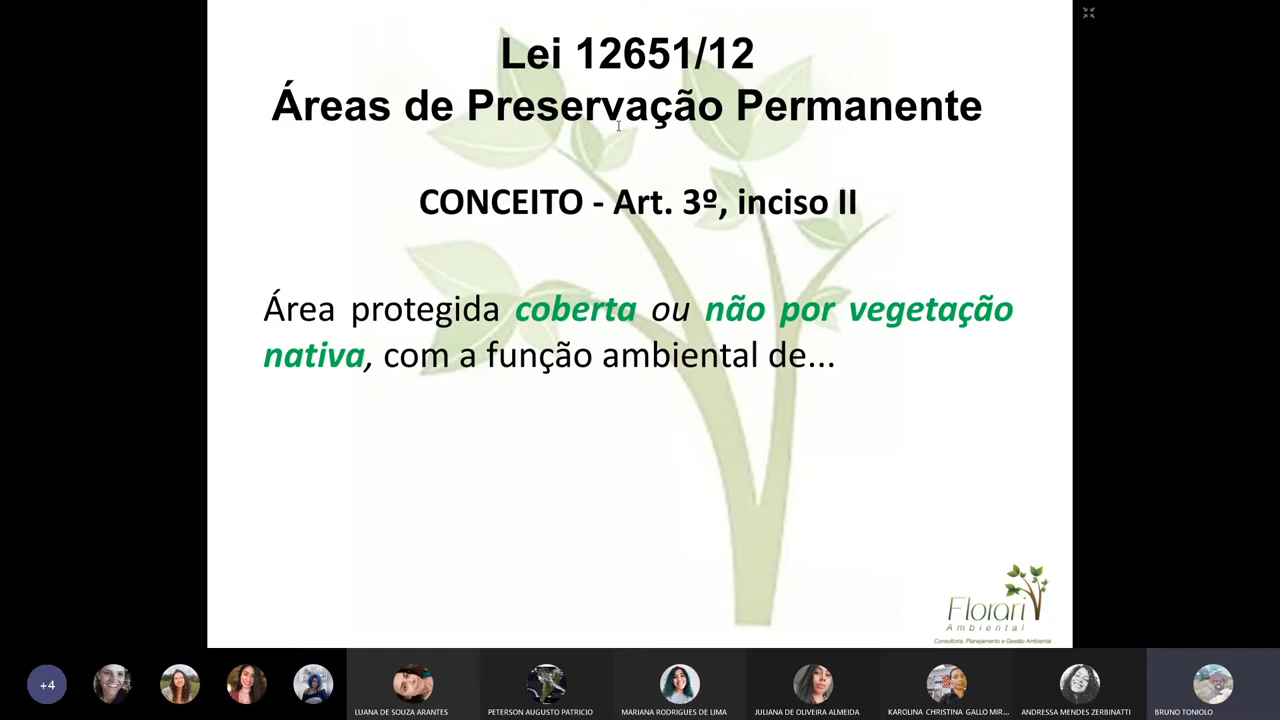 Lei 12651/12
Áreas de Preservação Permanente
CONCEITO - Art. 3º, inciso II
Área protegida coberta ou não por vegetação
nativa, com a função ambiental de...
Florari
Ambiental
Consultoria, Planejamento e Gestão Ambiental
+4
LUANA DE SOUZA ARANTES
PETERSON AUGUSTO PATRICIO
MARIANA RODRIGUES DE LIMA
JULIANA DE OLIVEIRA ALMEIDA
KAROLINA CHRISTINA GALLO MIR...
ANDRESSA MENDES ZERBINATTI
BRUNO TONIOLO